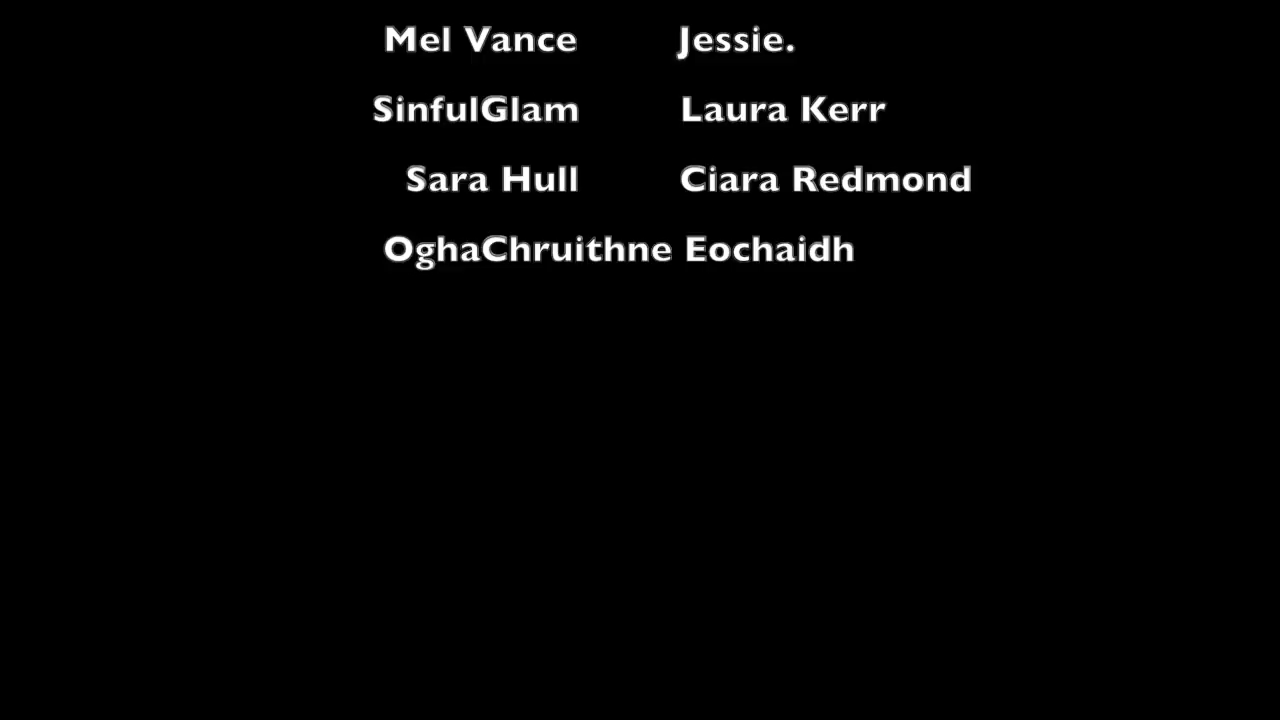 Mel Vance Jessie.
SinfulGlam Laura Kerr
Sara Hull Ciara Redmond
OghaChruithne Eochaidh